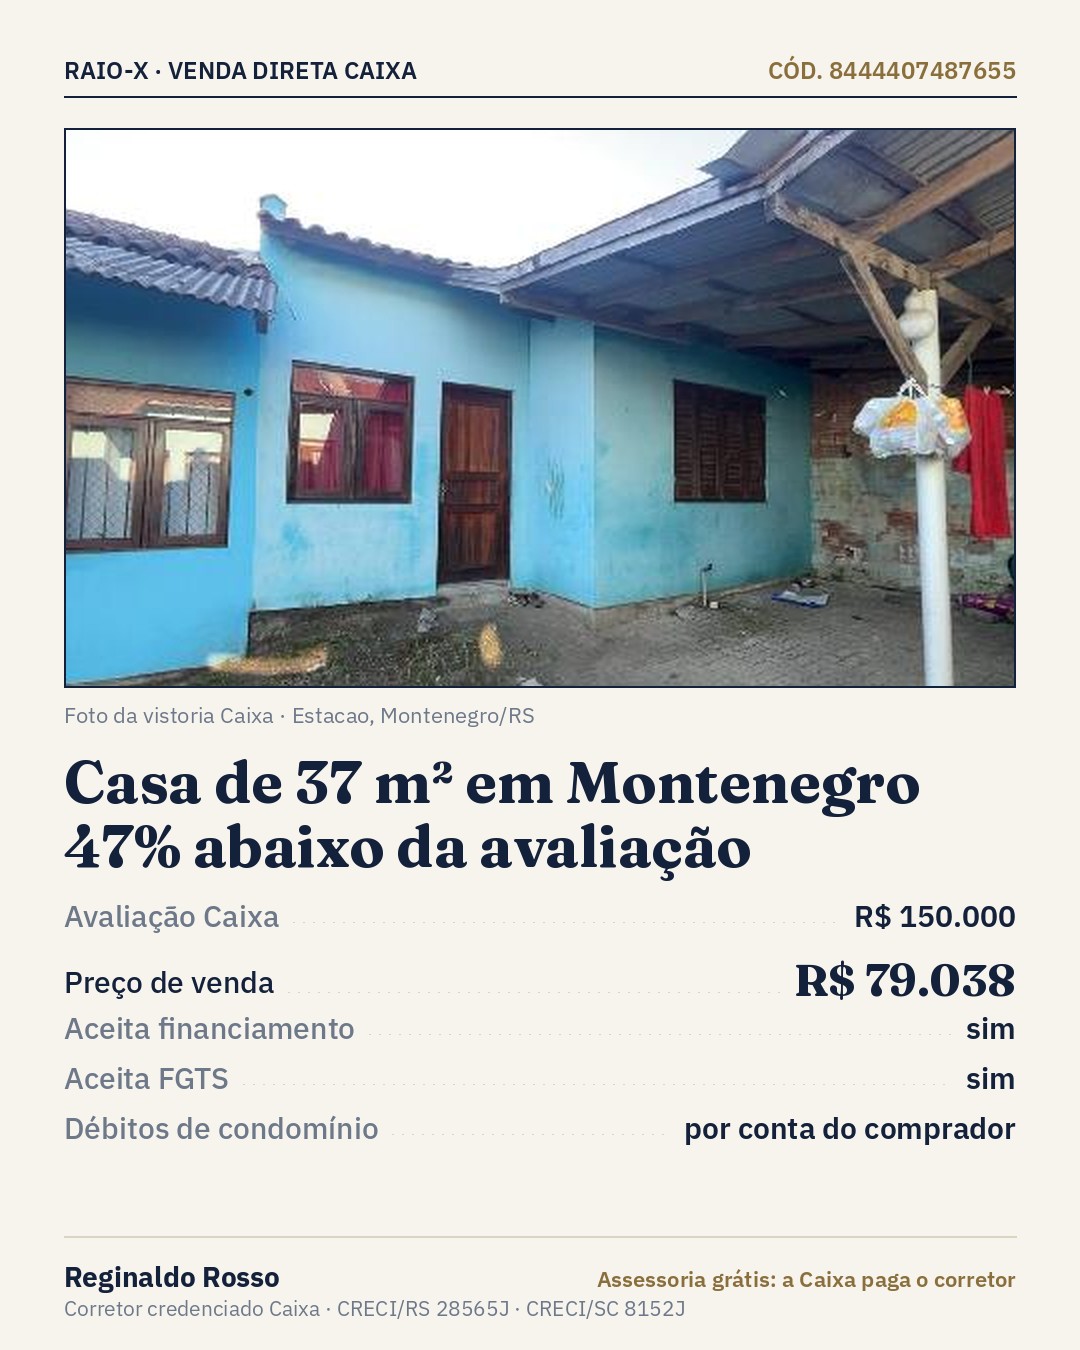 RAIO-X · VENDA DIRETA CAIXA
CÓD. 8444407487655
Foto da vistoria Caixa · Estacao, Montenegro/RS
Casa de 37 m² em Montenegro
47% abaixo da avaliação
Avaliação Caixa R$ 150.000
Preço de venda R$ 79.038
Aceita financiamento sim
Aceita FGTS sim
Débitos de condomínio por conta do comprador
Reginaldo Rosso
Assessoria grátis: a Caixa paga o corretor
Corretor credenciado Caixa · CRECI/RS 28565J · CRECI/SC 8152J